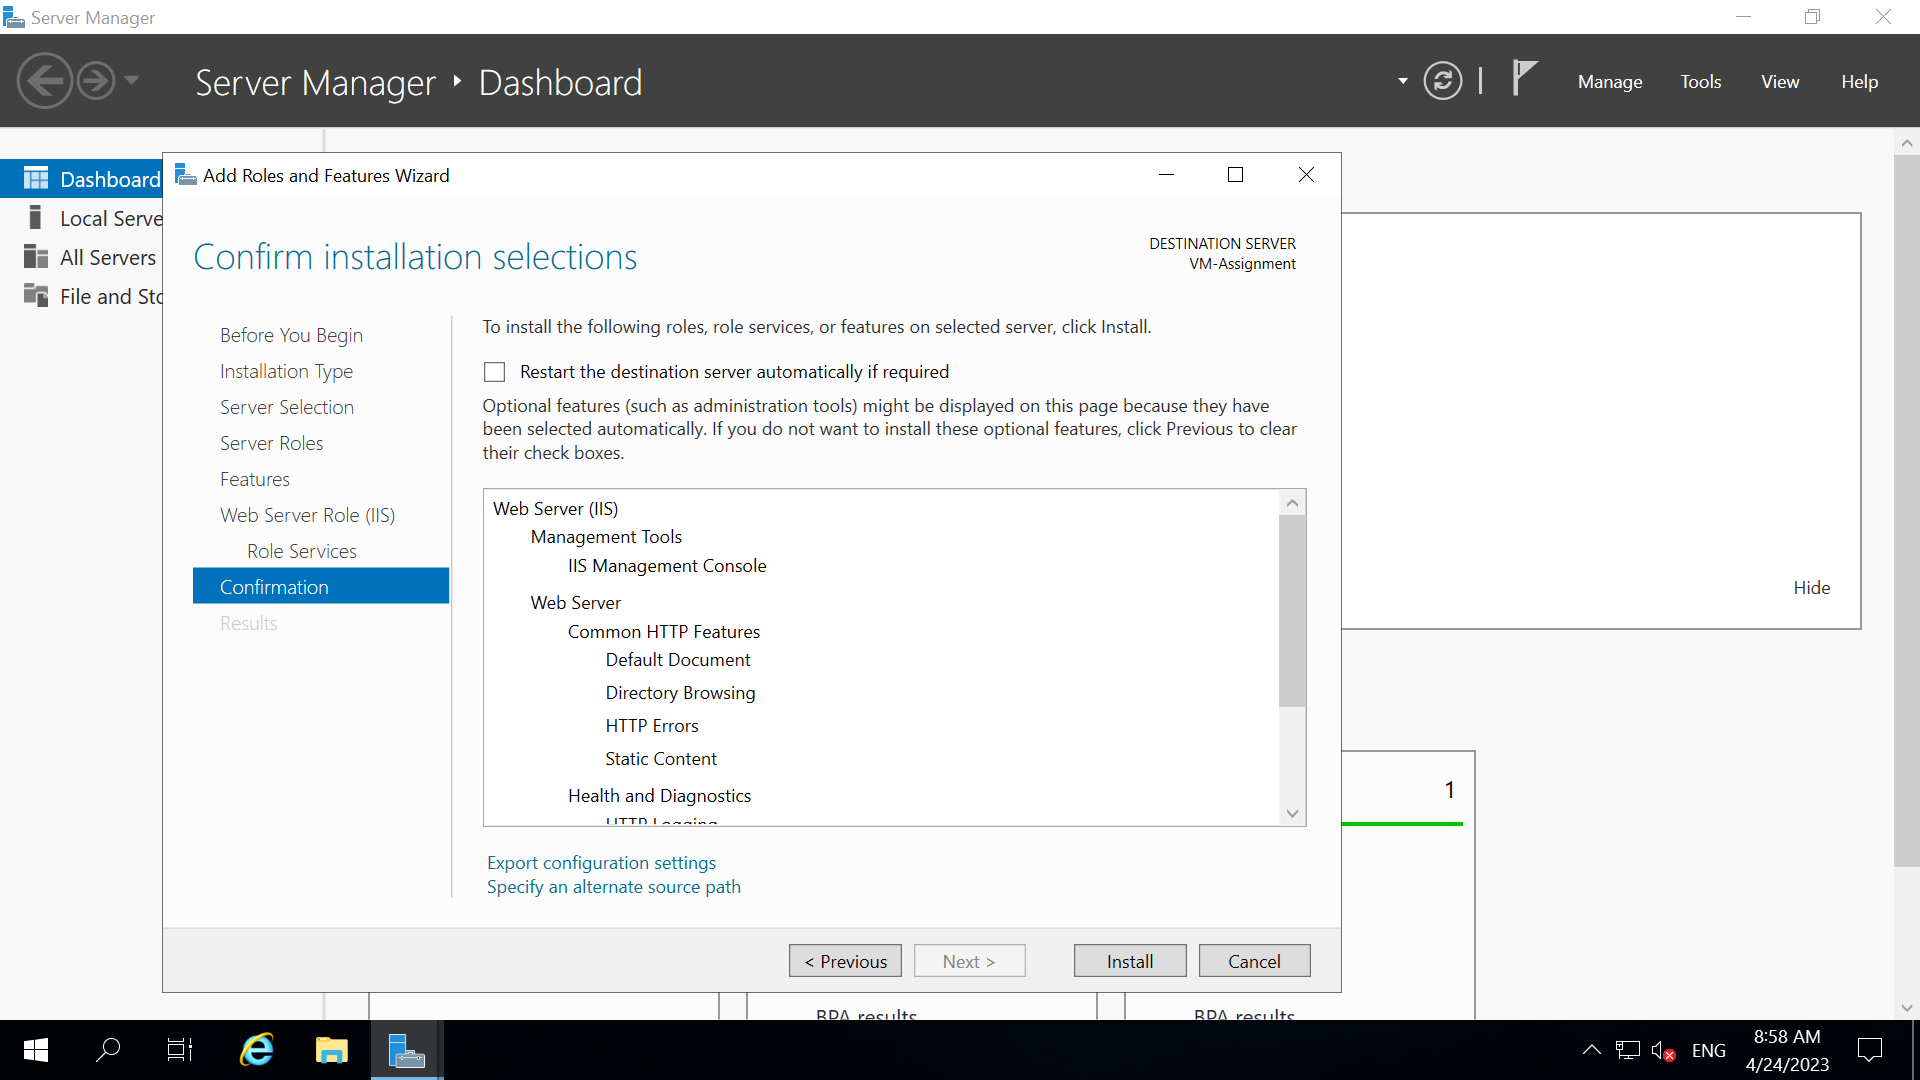 Server Manager
Server Manager ‣ Dashboard
Manage
Tools
View
Help
Dashboard
Local Serve
All Servers
File and Sto
Add Roles and Features Wizard
Confirm installation selections
DESTINATION SERVER
VM-Assignment
Before You Begin
Installation Type
Server Selection
Server Roles
Features
Web Server Role (IIS)
Role Services
Confirmation
Results
To install the following roles, role services, or features on selected server, click Install.
Restart the destination server automatically if required
Optional features (such as administration tools) might be displayed on this page because they have
been selected automatically. If you do not want to install these optional features, click Previous to clear
their check boxes.
Web Server (IIS)
Management Tools
IIS Management Console
Web Server
Common HTTP Features
Default Document
Directory Browsing
HTTP Errors
Static Content
Health and Diagnostics
HTTP Logging
Export configuration settings
Specify an alternate source path
< Previous
Next >
Install
Cancel
Hide
1
BPA results
BPA results
ENG
8:58 AM
4/24/2023